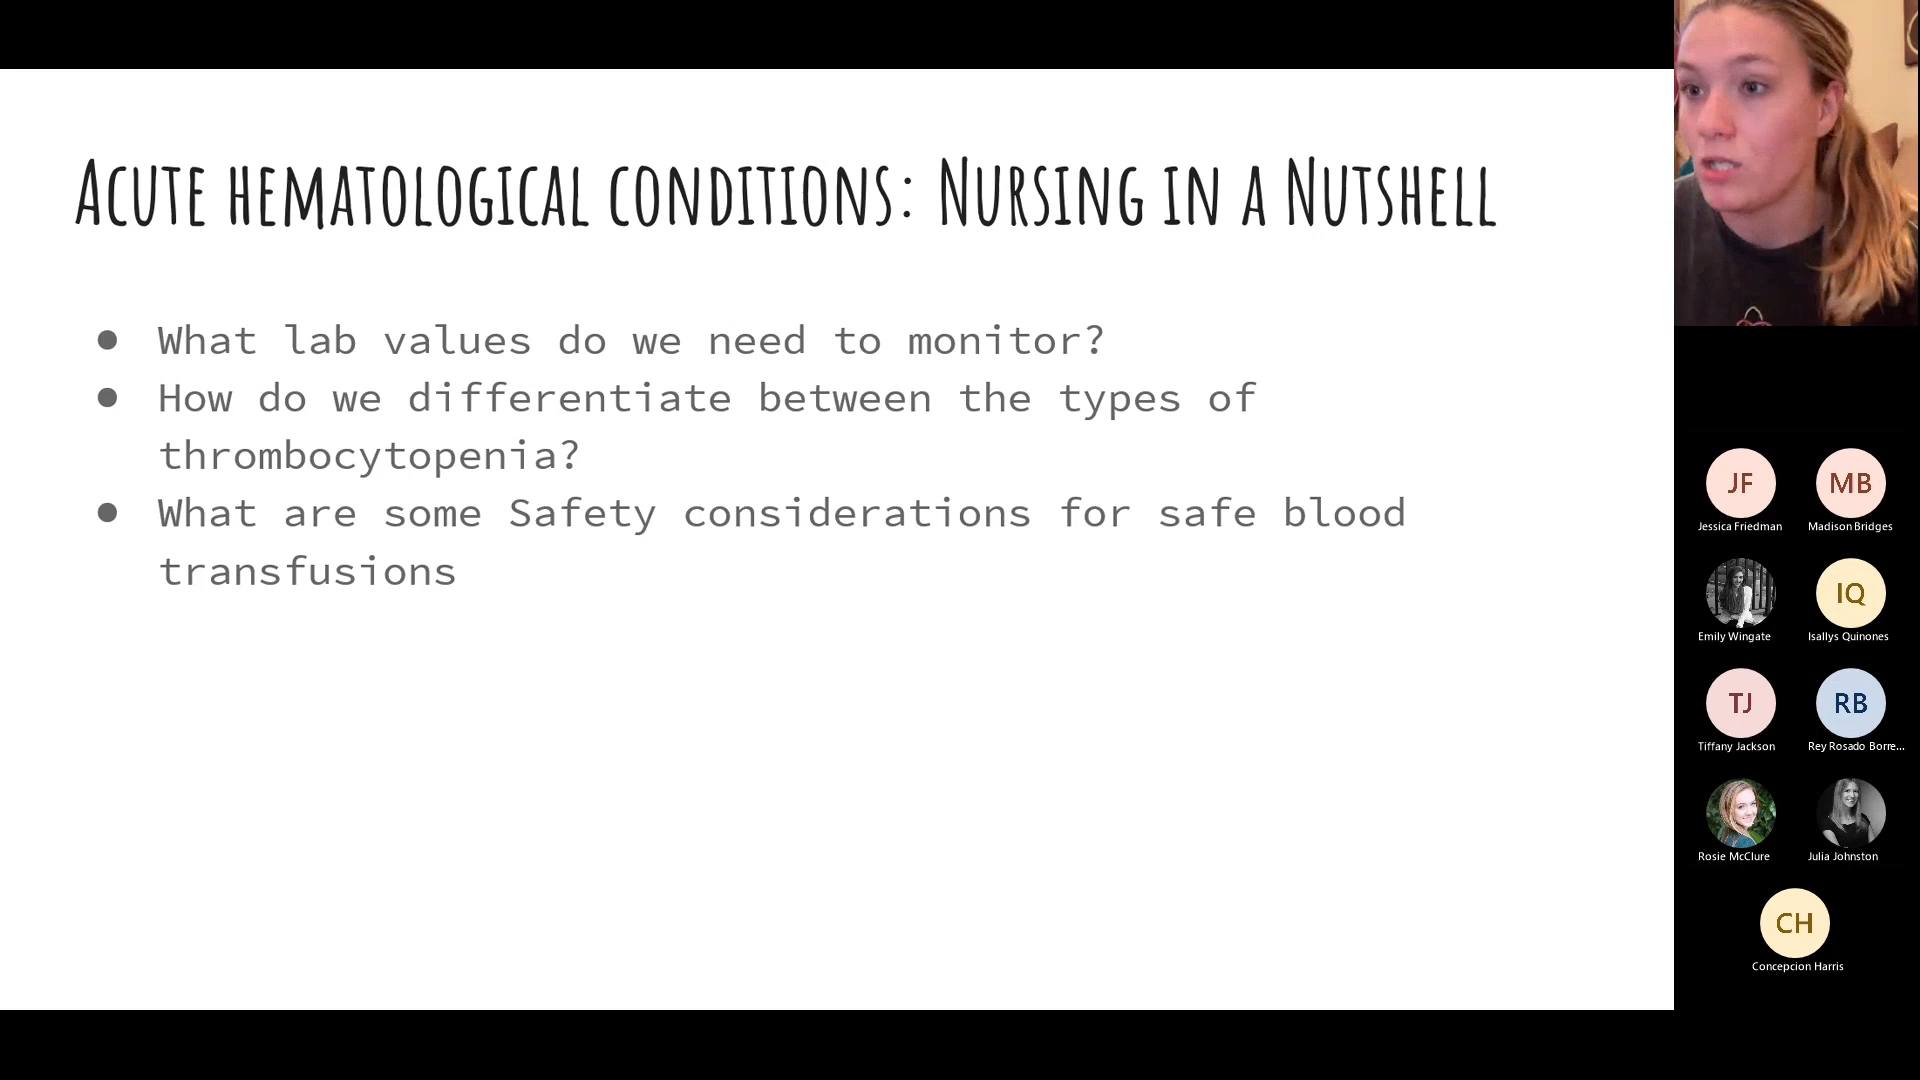 Acute hematological conditions: Nursing in a Nutshell
● What lab values do we need to monitor?
● How do we differentiate between the types of
thrombocytopenia?
● What are some Safety considerations for safe blood
transfusions
JF
MB
Jessica Friedman
Madison Bridges
IQ
Emily Wingate
Isallys Quinones
TJ
RB
Tiffany Jackson
Rey Rosado Borre...
Rosie McClure
Julia Johnston
CH
Concepcion Harris